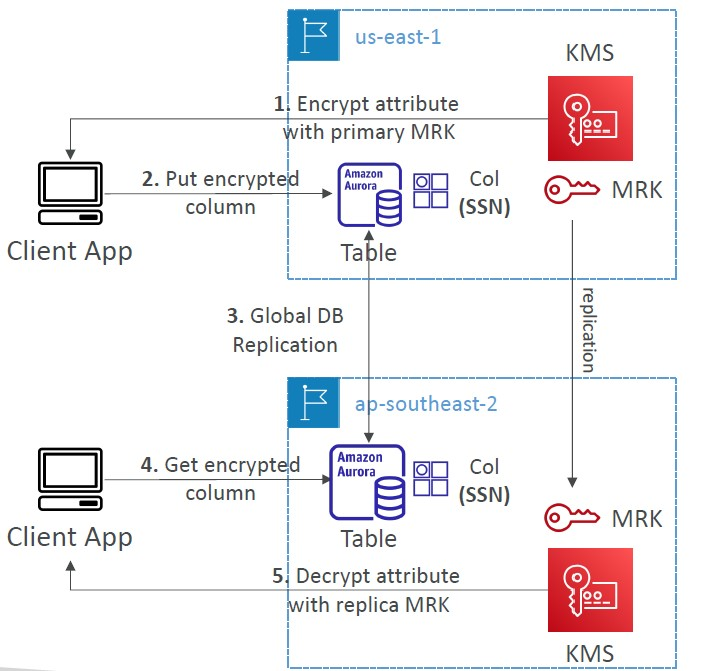 us-east-1
KMS
1. Encrypt attribute
with primary MRK
2. Put encrypted
column
Amazon
Aurora
Col
(SSN)
MRK
Client App
Table
3. Global DB
Replication
replication
ap-southeast-2
4. Get encrypted
column
Amazon
Aurora
Col
(SSN)
MRK
Client App
Table
5. Decrypt attribute
with replica MRK
KMS